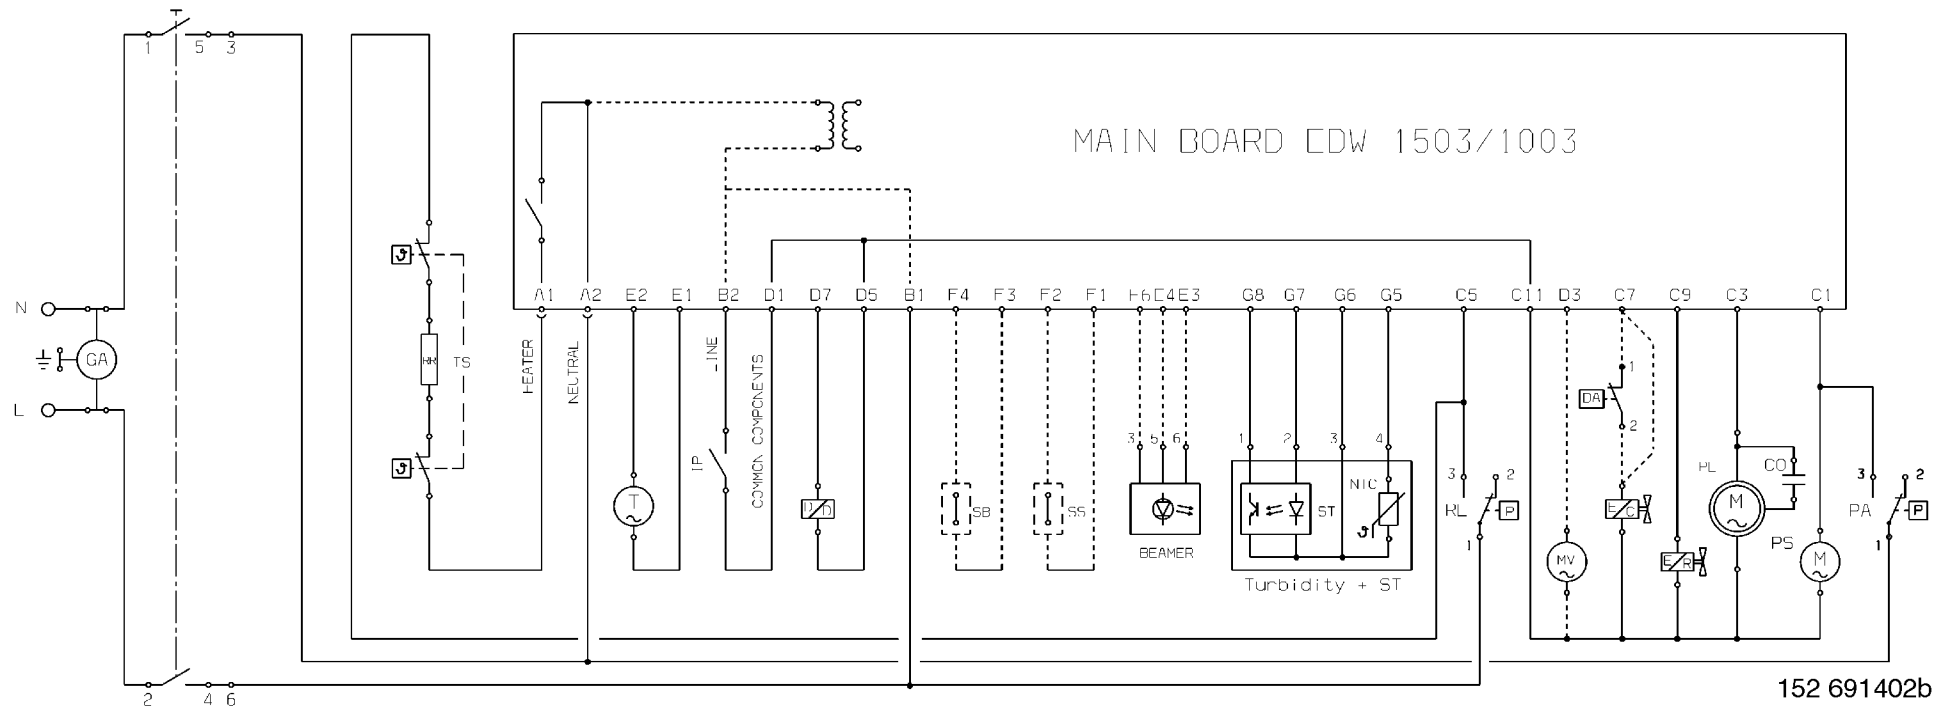 1 5 3
MAIN BOARD EDW 1503/1003
N
A1 A2 E2 E1 B2 D1 D7 D5 B1 F4 F3 F2 F1 H6 E4 E3 G8 G7 G6 G5 C5 C11 D3 C7 C9 C3 C1
GA
RR TS
HEATER
NEUTRAL
LINE
COMMON COMPONENTS
1
DA
2
L
3 5 6
1 2 3 4
IP
3 2
PL
CO
3 2
NTC
T
D D
SB
SS
ST
RL
P
E C
M
PA
P
1
BEAMER
MV
E R
PS
M
1
Turbidity + ST
2 4 6
152 691402b